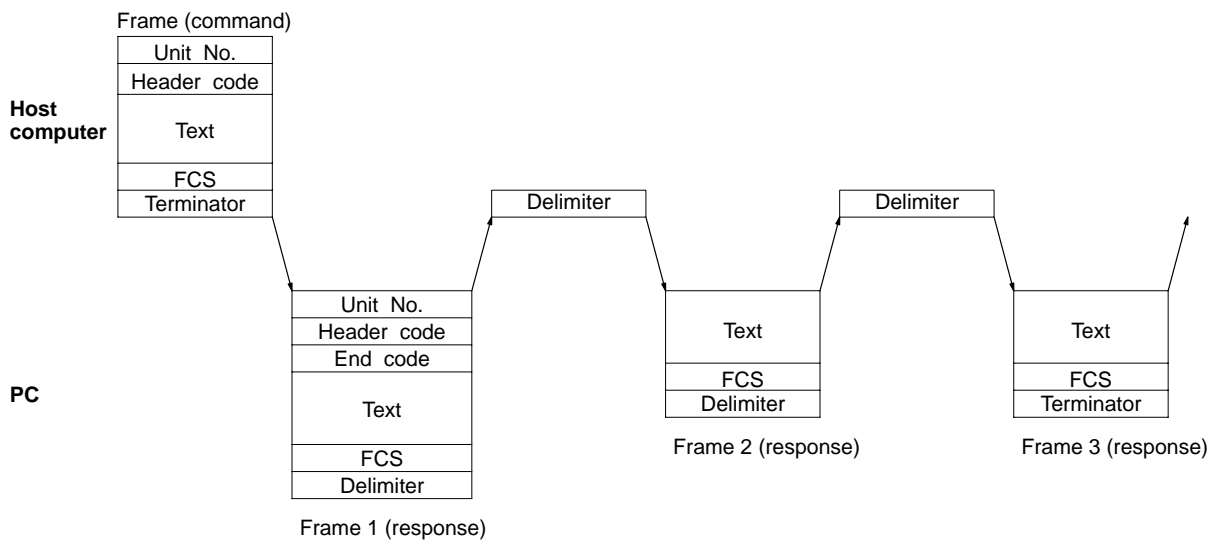 Frame (command)
Unit No.
Header code
Host
computer
Text
FCS
Terminator
Delimiter
Delimiter
PC
Unit No.
Header code
End code
Text
FCS
Delimiter
Frame 1 (response)
Text
FCS
Delimiter
Frame 2 (response)
Text
FCS
Terminator
Frame 3 (response)